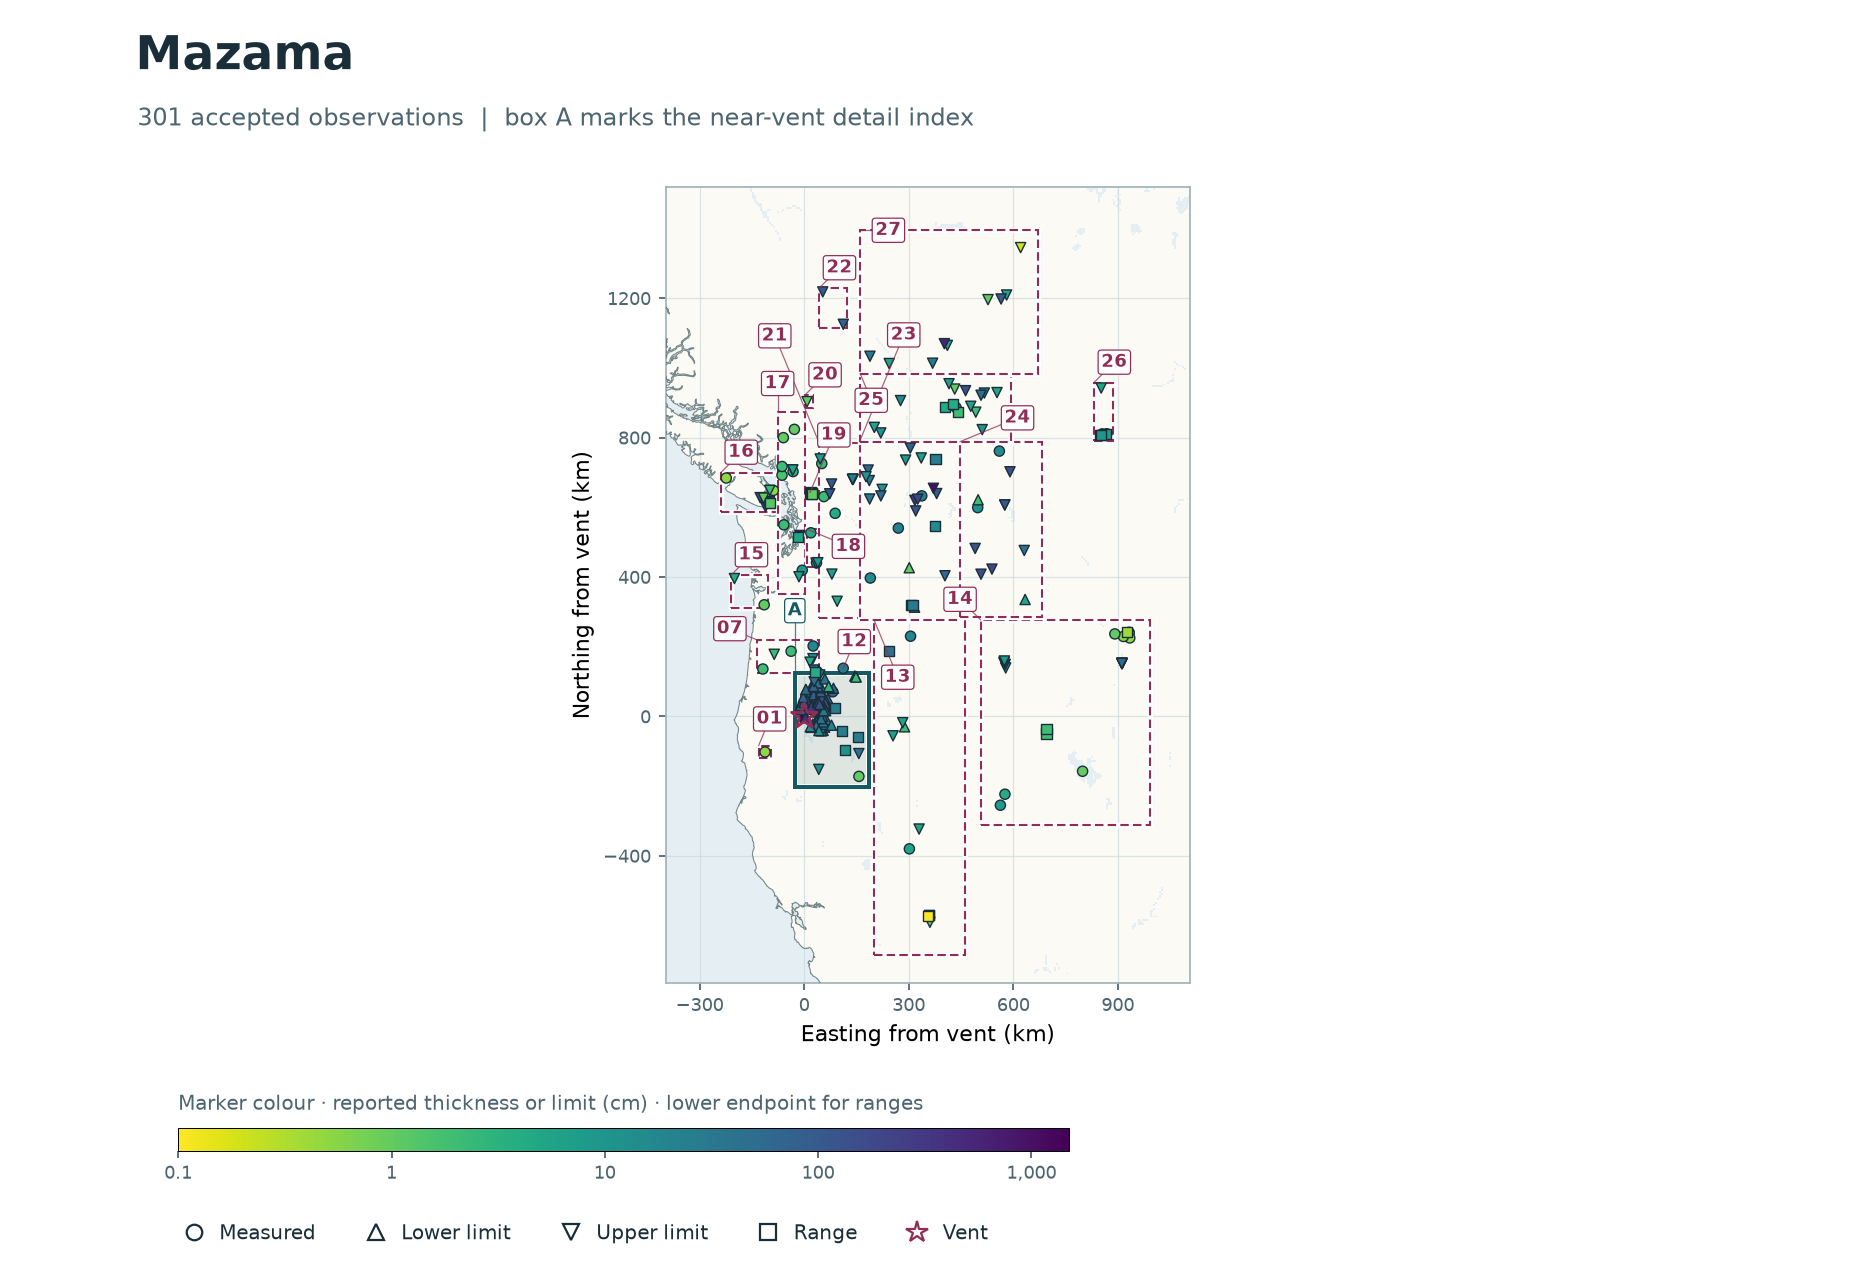 Mazama
301 accepted observations | box A marks the near-vent detail index
27
22
21
23
20
26
17
25
24
19
16
18
15
14
A
07
12
13
01
1200
800
400
0
−400
Northing from vent (km)
−300 0 300 600 900
Easting from vent (km)
Marker colour · reported thickness or limit (cm) · lower endpoint for ranges
0.1 1 10 100 1,000
Measured Lower limit Upper limit Range Vent